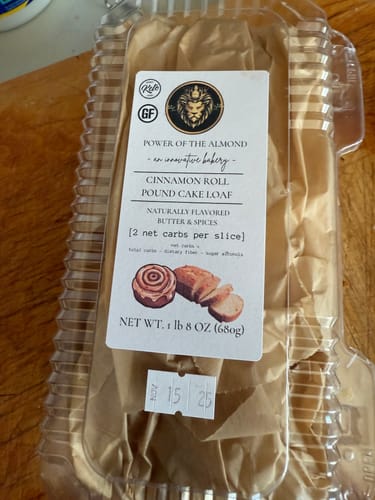 Keto
GF
POWER OF THE ALMOND
- an innovative bakery -
CINNAMON ROLL
POUND CAKE LOAF
NATURALLY FLAVORED
BUTTER & SPICES
[2 net carbs per slice]
net carbs =
total carbs - dietary fiber - sugar alcohols
NET WT. 1 lb 8 OZ (680g)
15 25